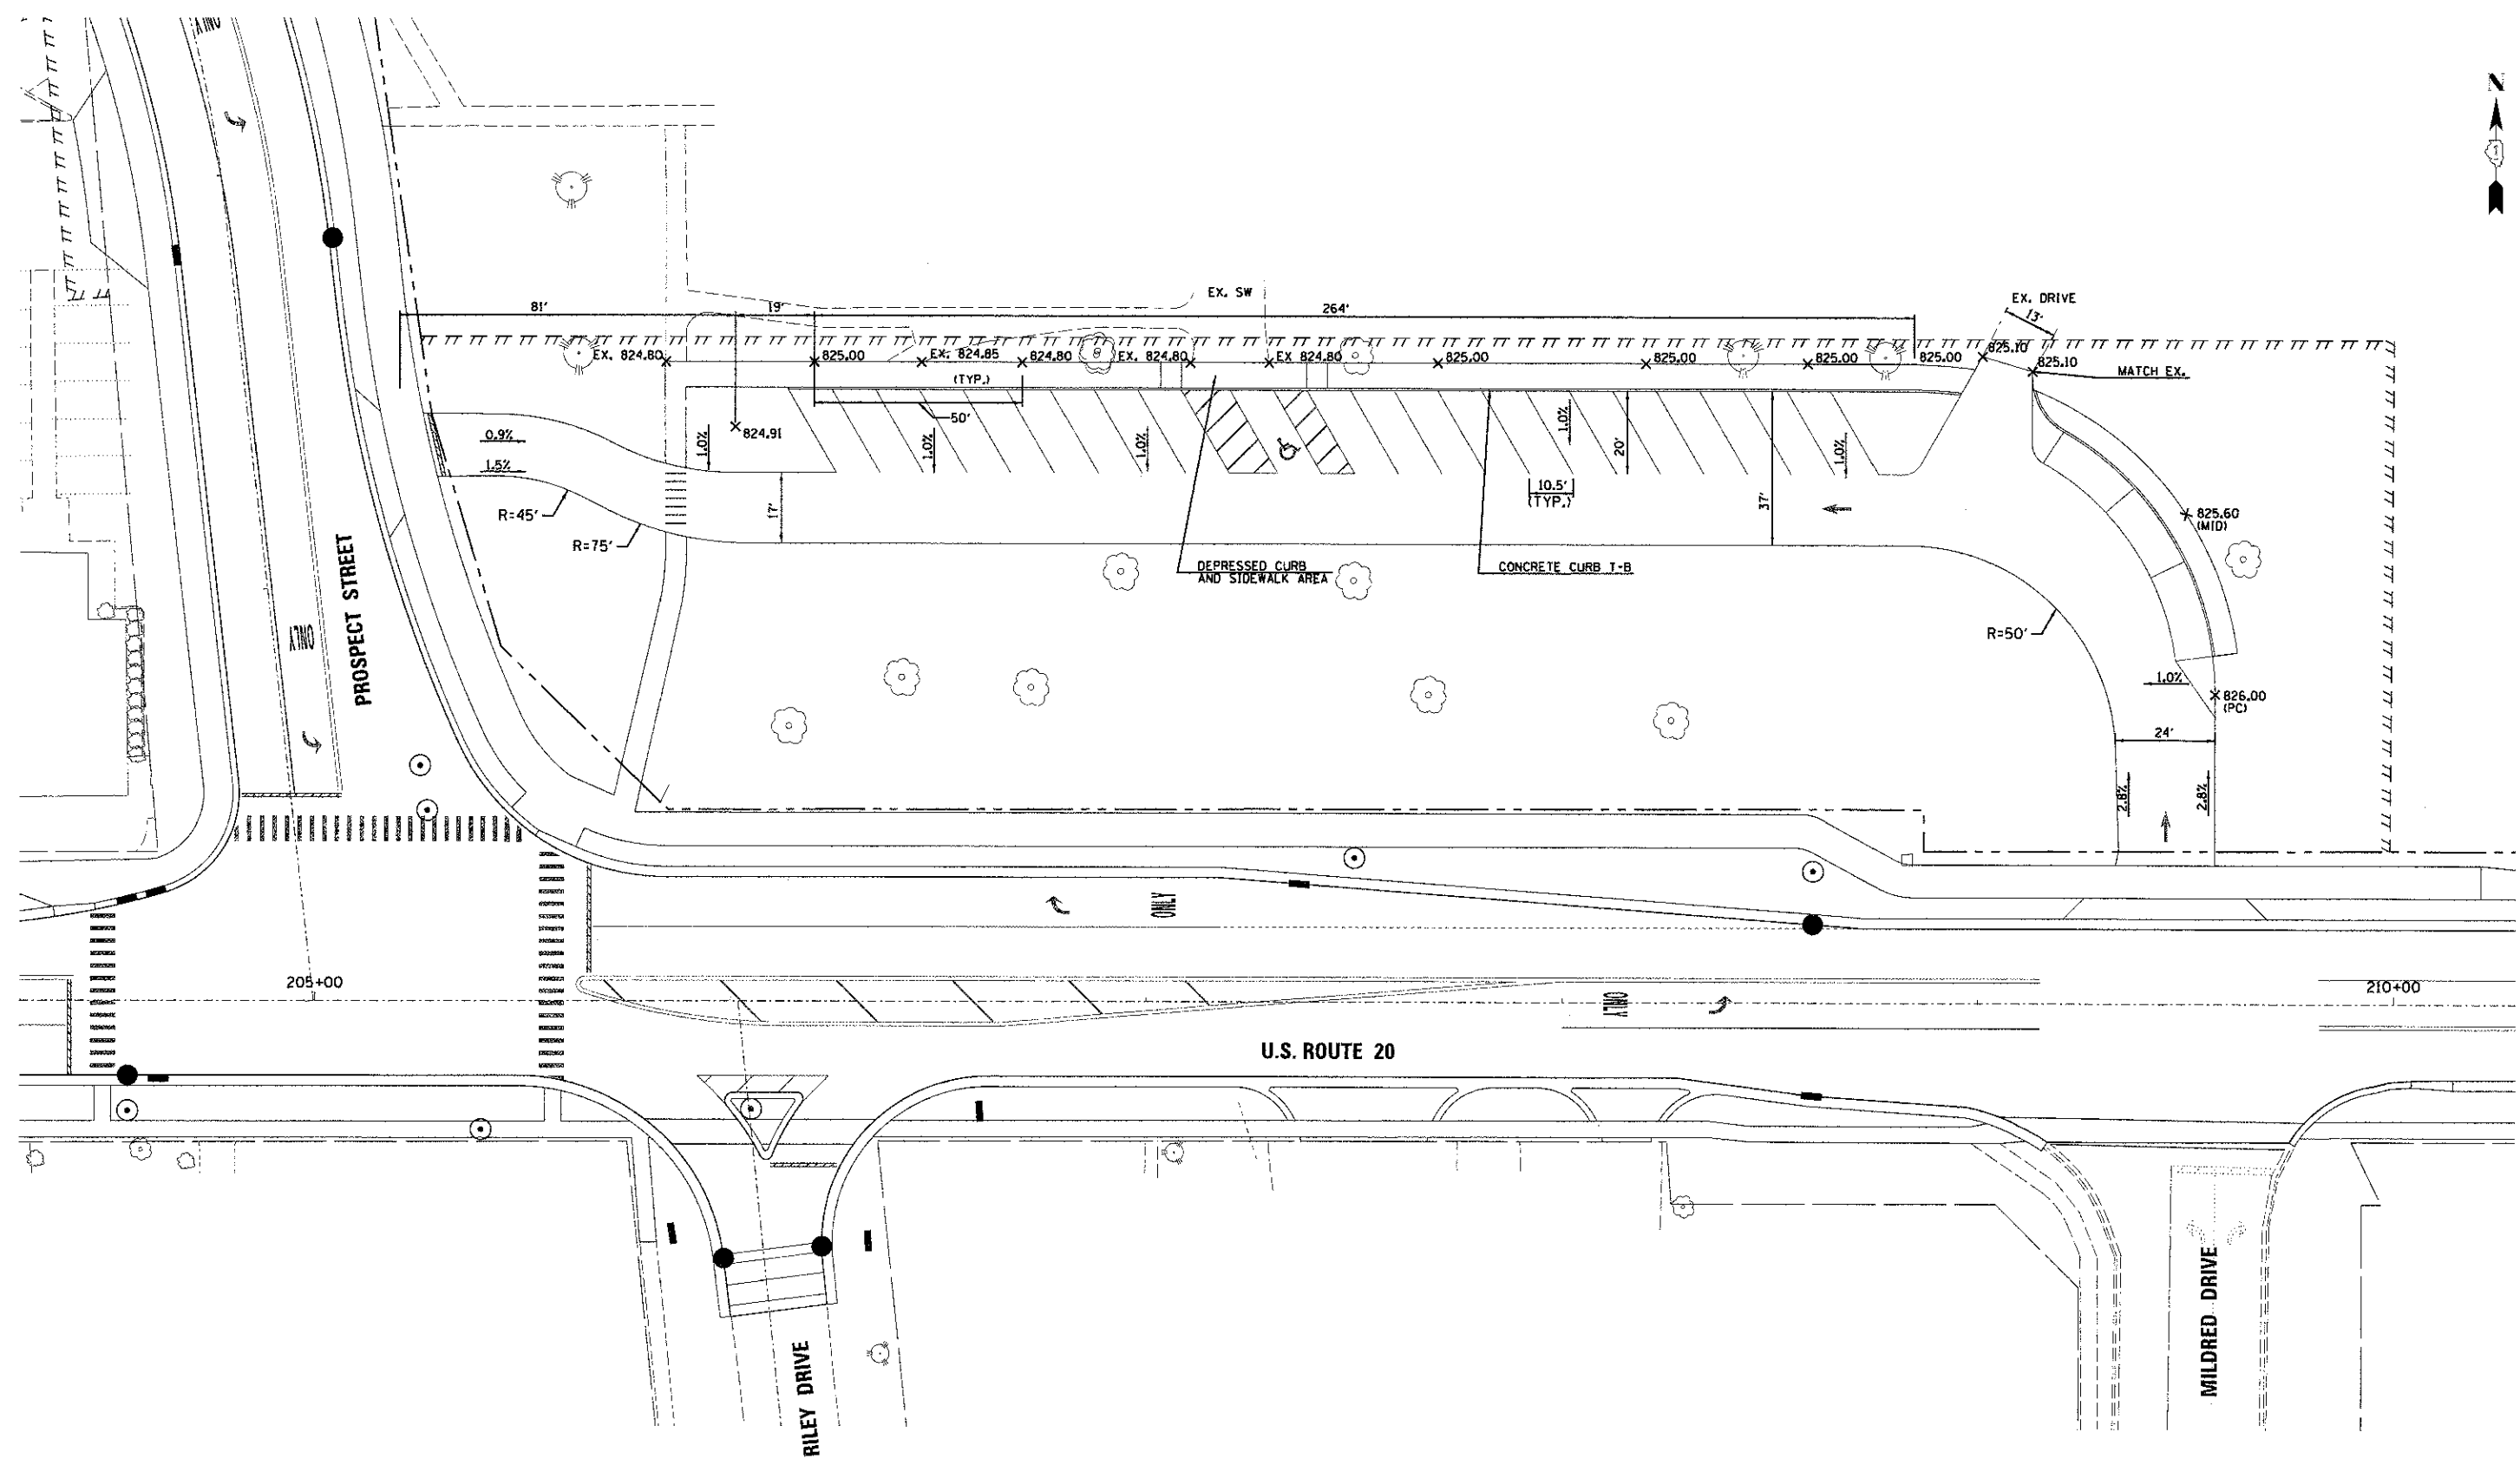 ONLY
N
EX. SW
EX. DRIVE
13'
81'
19'
264'
EX. 824.80
825.00
EX. 824.85
824.80
EX. 824.80
EX 824.80
825.00
825.00
825.00
825.00
825.10
825.10
MATCH EX.
(TYP.)
50'
824.91
0.9%
1.5%
1.0%
1.0%
1.0%
1.0%
1.0%
20'
10.5'
(TYP.)
37'
17'
R=45'
R=75'
825.60
(MID)
DEPRESSED CURB
AND SIDEWALK AREA
CONCRETE CURB T-B
R=50'
PROSPECT STREET
ONLY
1.0%
826.00
(PC)
24'
2.8%
2.8%
ONLY
205+00
ONLY
210+00
U.S. ROUTE 20
RILEY DRIVE
MILDRED DRIVE